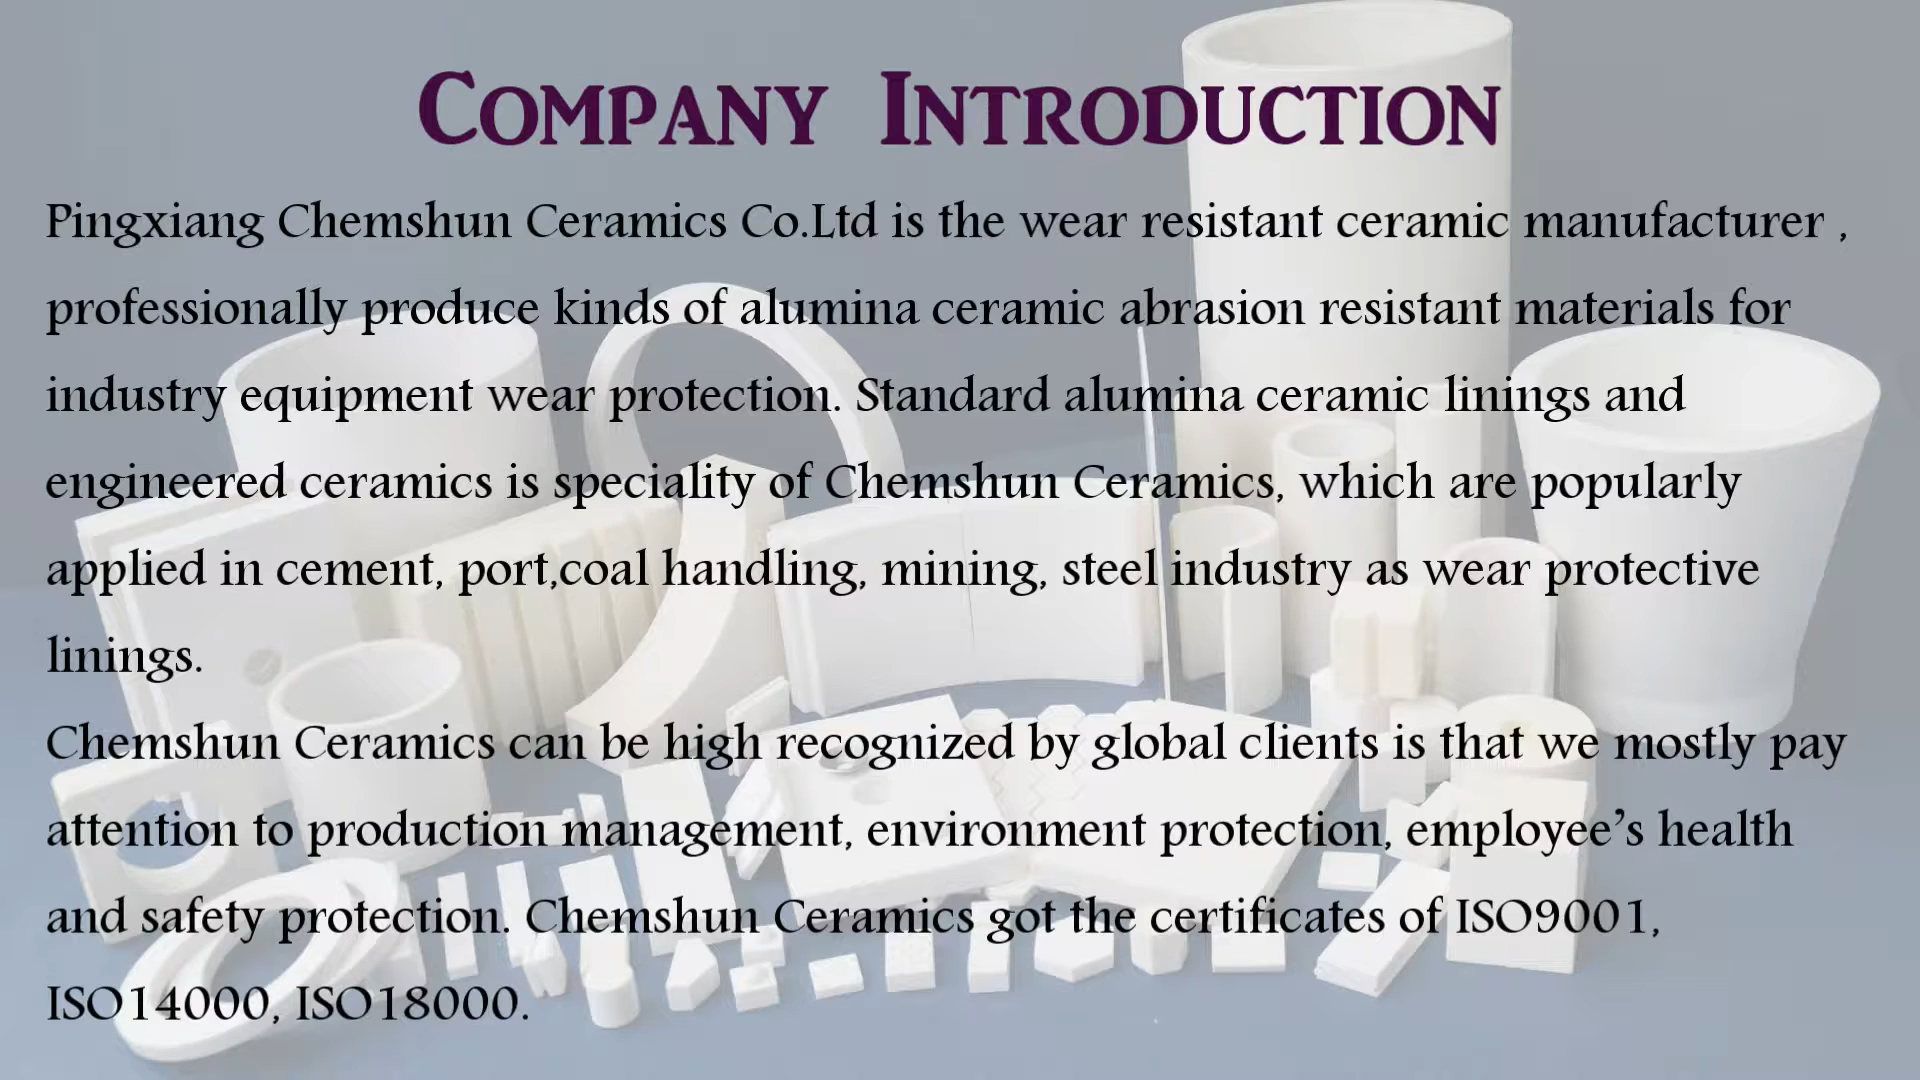 Company Introduction
Pingxiang Chemshun Ceramics Co.Ltd is the wear resistant ceramic manufacturer ,
professionally produce kinds of alumina ceramic abrasion resistant materials for
industry equipment wear protection. Standard alumina ceramic linings and
engineered ceramics is speciality of Chemshun Ceramics, which are popularly
applied in cement, port,coal handling, mining, steel industry as wear protective
linings.
Chemshun Ceramics can be high recognized by global clients is that we mostly pay
attention to production management, environment protection, employee’s health
and safety protection. Chemshun Ceramics got the certificates of ISO9001,
ISO14000, ISO18000.